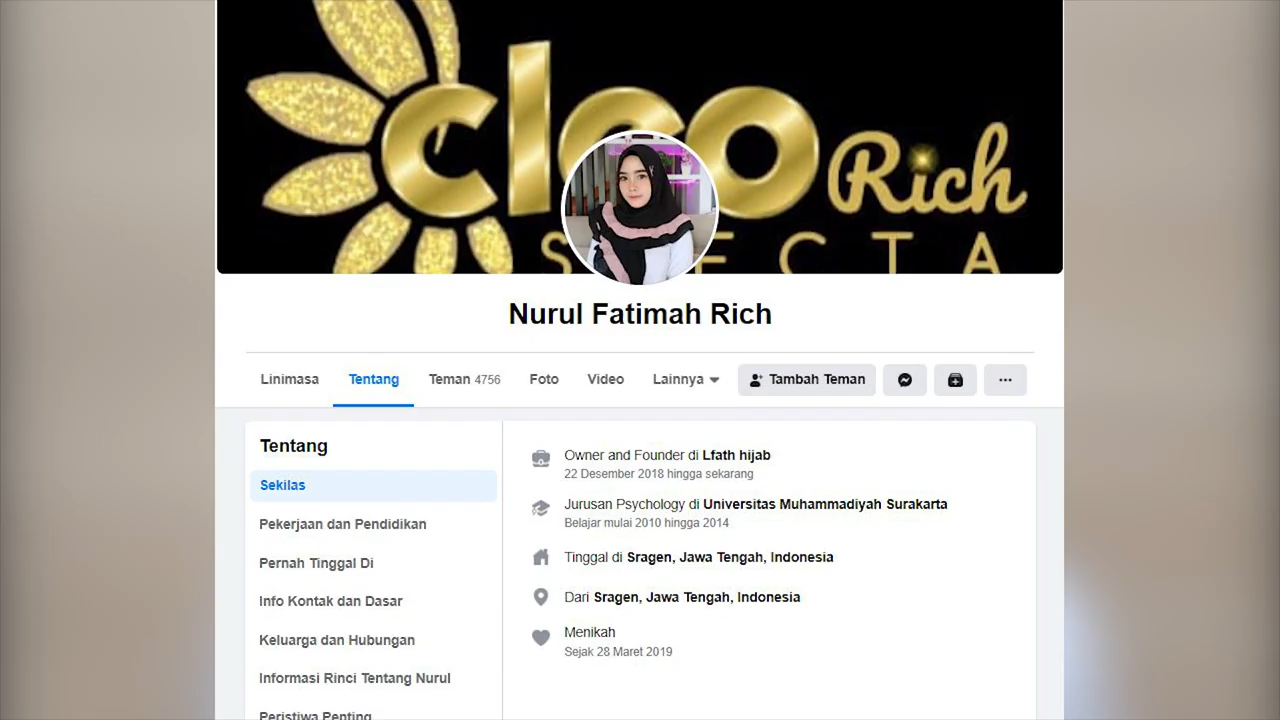 cleo Rich
Nurul Fatimah Rich
Linimasa
Tentang
Teman 4756
Foto
Video
Lainnya
Tambah Teman
Tentang
Sekilas
Pekerjaan dan Pendidikan
Pernah Tinggal Di
Info Kontak dan Dasar
Keluarga dan Hubungan
Informasi Rinci Tentang Nurul
Peristiwa Penting
Owner and Founder di Lfath hijab
22 Desember 2018 hingga sekarang
Jurusan Psychology di Universitas Muhammadiyah Surakarta
Belajar mulai 2010 hingga 2014
Tinggal di Sragen, Jawa Tengah, Indonesia
Dari Sragen, Jawa Tengah, Indonesia
Menikah
Sejak 28 Maret 2019